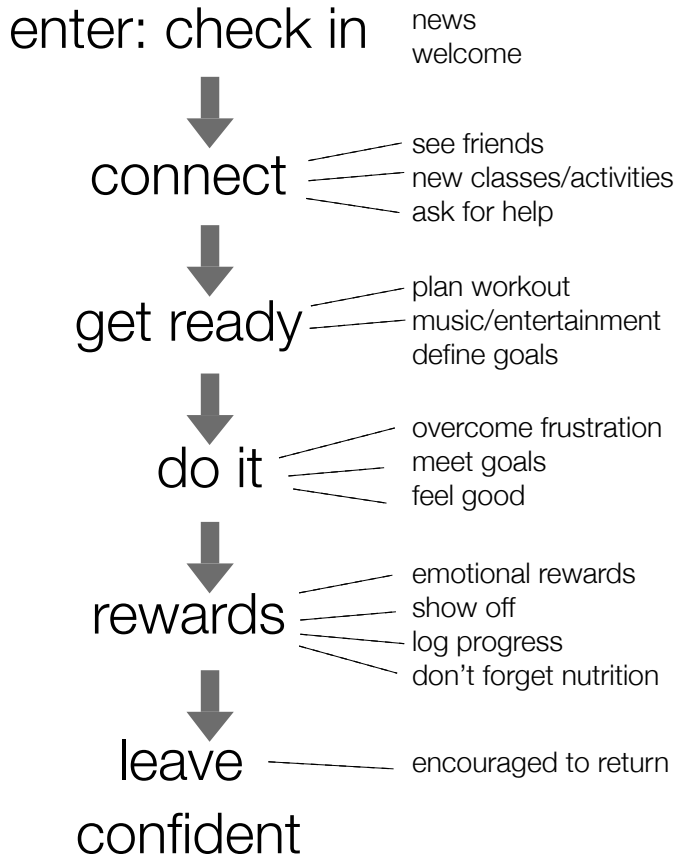 enter: check in
news
welcome
connect
see friends
new classes/activities
ask for help
get ready
plan workout
music/entertainment
define goals
do it
overcome frustration
meet goals
feel good
rewards
emotional rewards
show off
log progress
don’t forget nutrition
leave
encouraged to return
confident